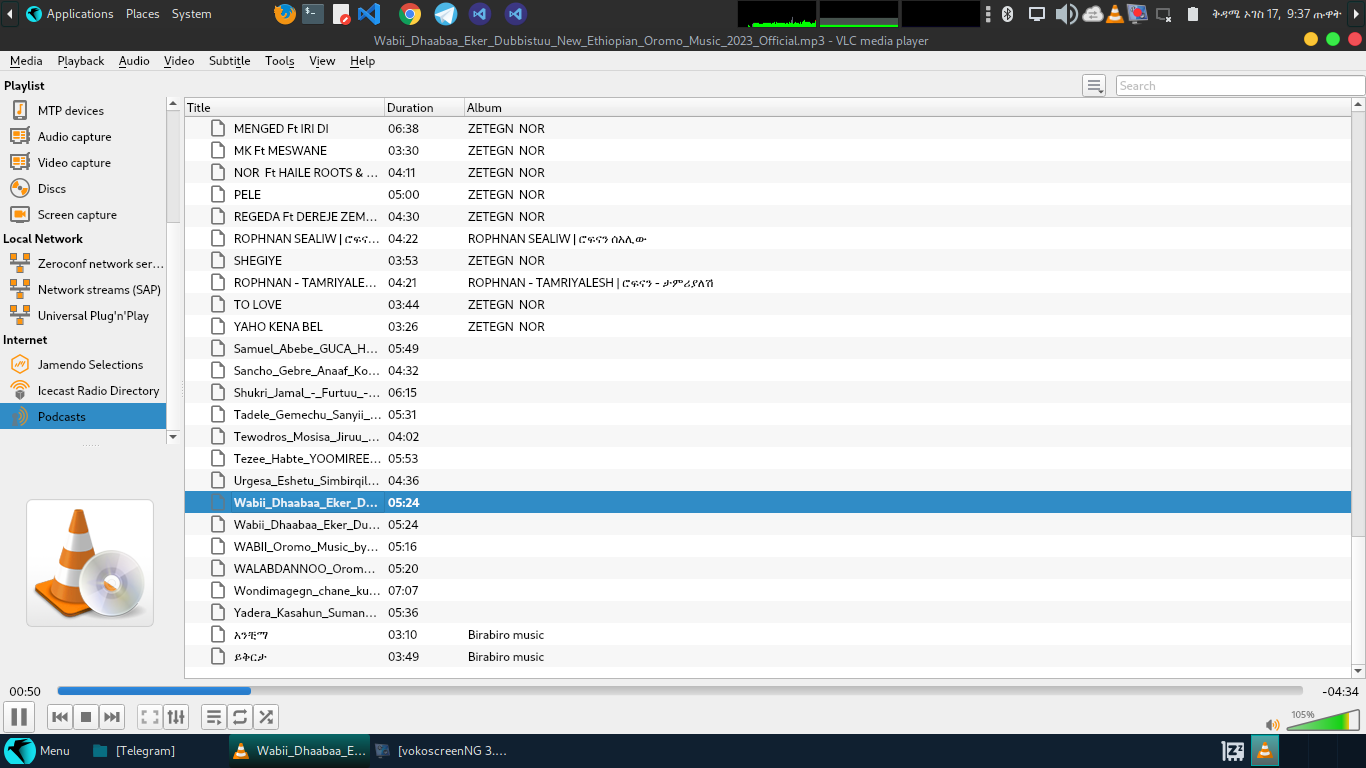 Applications Places System ቅዳሜ ኦገስ 17, 9:37 ጡዋት
Wabii_Dhaabaa_Eker_Dubbistuu_New_Ethiopian_Oromo_Music_2023_Official.mp3 - VLC media player
Media Playback Audio Video Subtitle Tools View Help
Playlist
Search
MTP devices
Audio capture
Video capture
Discs
Screen capture
Local Network
Zeroconf network ser...
Network streams (SAP)
Universal Plug'n'Play
Internet
Jamendo Selections
Icecast Radio Directory
Podcasts
Title Duration Album
MENGED Ft IRI DI 06:38 ZETEGN NOR
MK Ft MESWANE 03:30 ZETEGN NOR
NOR Ft HAILE ROOTS & ... 04:11 ZETEGN NOR
PELE 05:00 ZETEGN NOR
REGEDA Ft DEREJE ZEM... 04:30 ZETEGN NOR
ROPHNAN SEALIW | ሮፍና... 04:22 ROPHNAN SEALIW | ሮፍናን ሰአሊው
SHEGIYE 03:53 ZETEGN NOR
ROPHNAN - TAMRIYALE... 04:21 ROPHNAN - TAMRIYALESH | ሮፍናን - ታምሪያለሽ
TO LOVE 03:44 ZETEGN NOR
YAHO KENA BEL 03:26 ZETEGN NOR
Samuel_Abebe_GUCA_H... 05:49
Sancho_Gebre_Anaaf_Ko... 04:32
Shukri_Jamal_-_Furtuu_-... 06:15
Tadele_Gemechu_Sanyii_... 05:31
Tewodros_Mosisa_Jiruu_... 04:02
Tezee_Habte_YOOMIREE... 05:53
Urgesa_Eshetu_Simbirqil... 04:36
Wabii_Dhaabaa_Eker_D... 05:24
Wabii_Dhaabaa_Eker_Du... 05:24
WABII_Oromo_Music_by... 05:16
WALABDANNOO_Orom... 05:20
Wondimagegn_chane_ku... 07:07
Yadera_Kasahun_Suman... 05:36
አንቺማ 03:10 Birabiro music
ይቅርታ 03:49 Birabiro music
00:50 -04:34
105%
Menu [Telegram] Wabii_Dhaabaa_E... [vokoscreenNG 3....